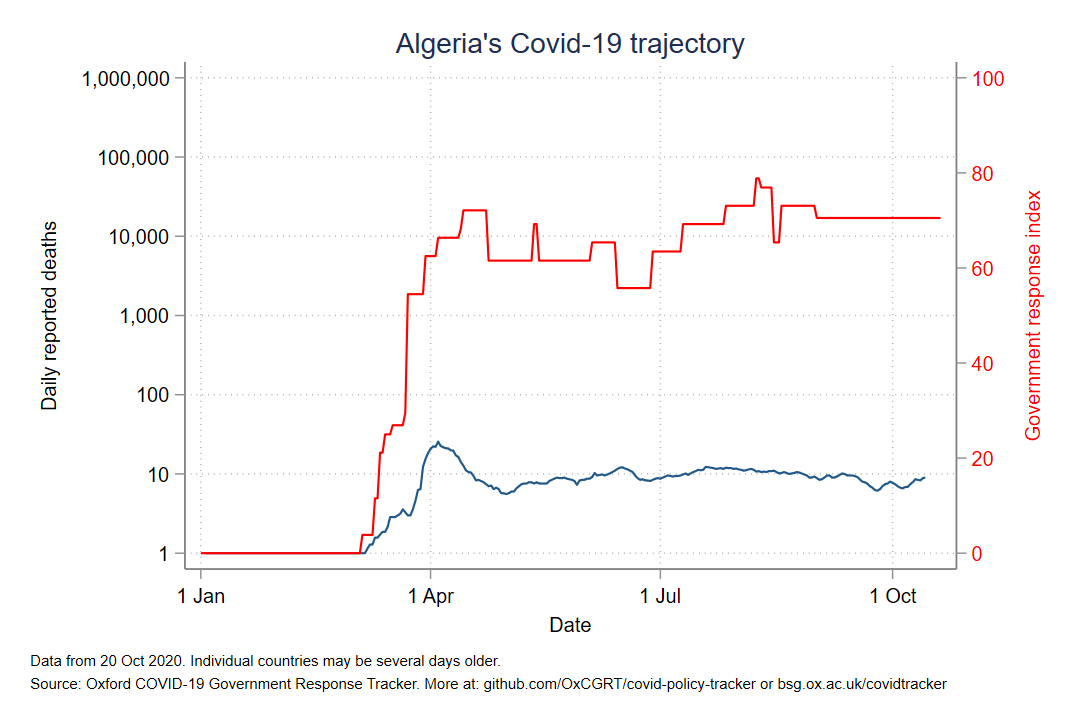 Algeria's Covid-19 trajectory
1,000,000
100,000
10,000
1,000
100
10
1
Daily reported deaths
100
80
60
40
20
0
Government response index
1 Jan
1 Apr
1 Jul
1 Oct
Date
Data from 20 Oct 2020. Individual countries may be several days older.
Source: Oxford COVID-19 Government Response Tracker. More at: github.com/OxCGRT/covid-policy-tracker or bsg.ox.ac.uk/covidtracker